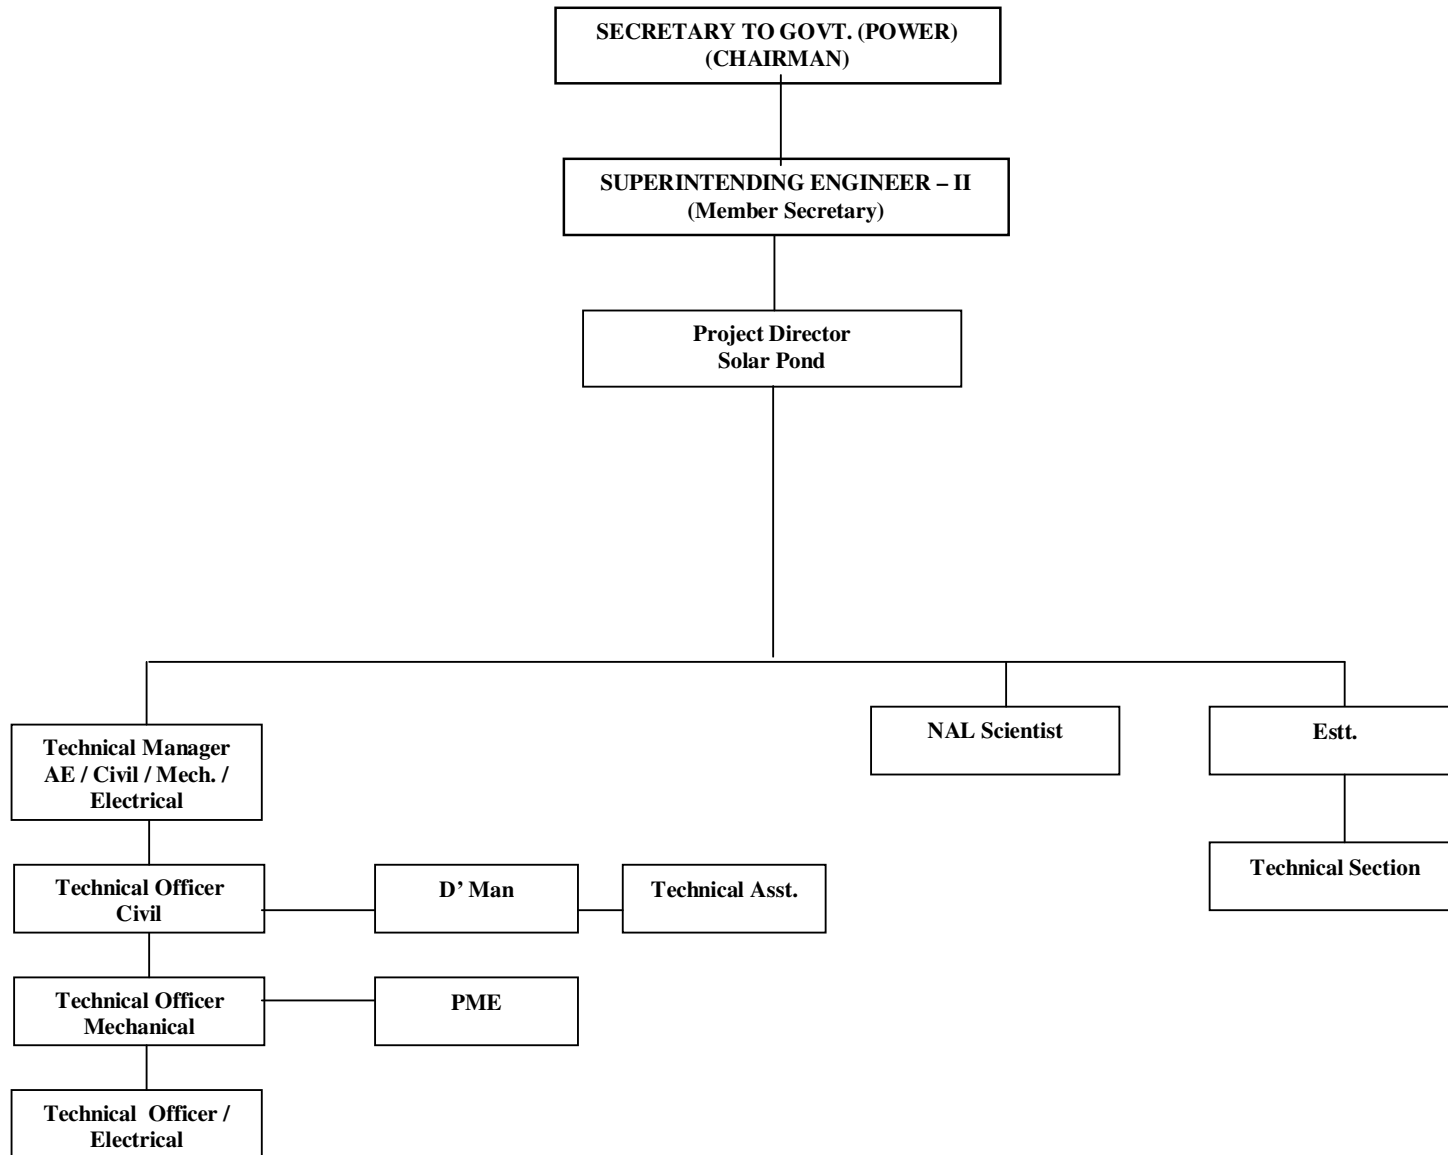 SECRETARY TO GOVT. (POWER)
(CHAIRMAN)
SUPERINTENDING ENGINEER – II
(Member Secretary)
Project Director
Solar Pond
Technical Manager
AE / Civil / Mech. /
Electrical
NAL Scientist
Estt.
Technical Section
Technical Officer
Civil
D’ Man
Technical Asst.
Technical Officer
Mechanical
PME
Technical Officer /
Electrical